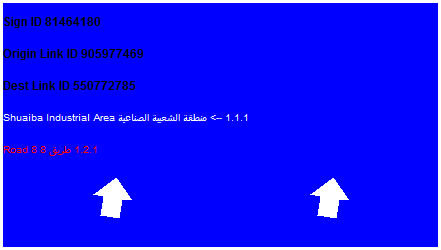 Sign ID 81464180
Origin Link ID 905977469
Dest Link ID 550772785
Shuaiba Industrial Area منطقة الشعيبة الصناعية <-- 1.1.1
Road 8 8 طريق 1.2.1